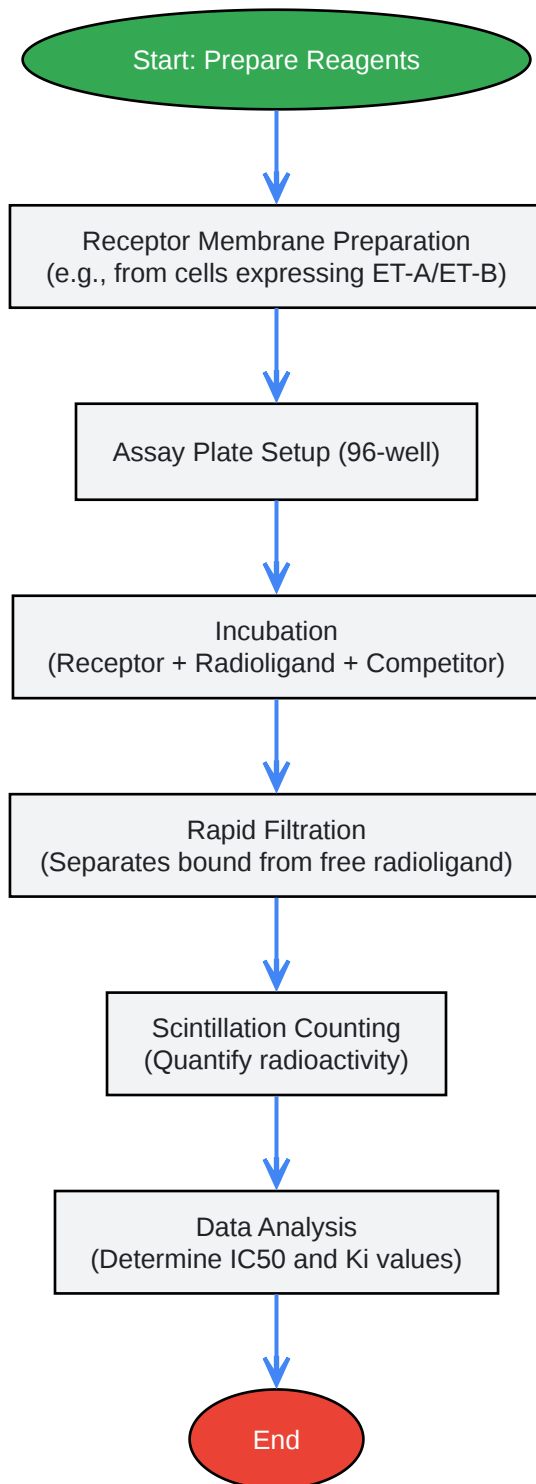 Start: Prepare Reagents
Receptor Membrane Preparation
(e.g., from cells expressing ET-A/ET-B)
Assay Plate Setup (96-well)
Incubation
(Receptor + Radioligand + Competitor)
Rapid Filtration
(Separates bound from free radioligand)
Scintillation Counting
(Quantify radioactivity)
Data Analysis
(Determine IC50 and Ki values)
End